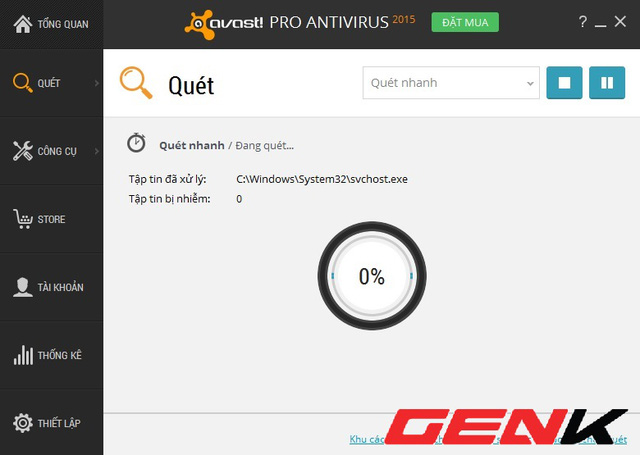 TỔNG QUAN
avast! PRO ANTIVIRUS 2015
ĐẶT MUA
?
QUÉT
Quét
Quét nhanh
CÔNG CỤ
Quét nhanh / Đang quét...
Tập tin đã xử lý: C:\Windows\System32\svchost.exe
Tập tin bị nhiễm: 0
STORE
0%
TÀI KHOẢN
THỐNG KÊ
THIẾT LẬP
GENK
Khu các